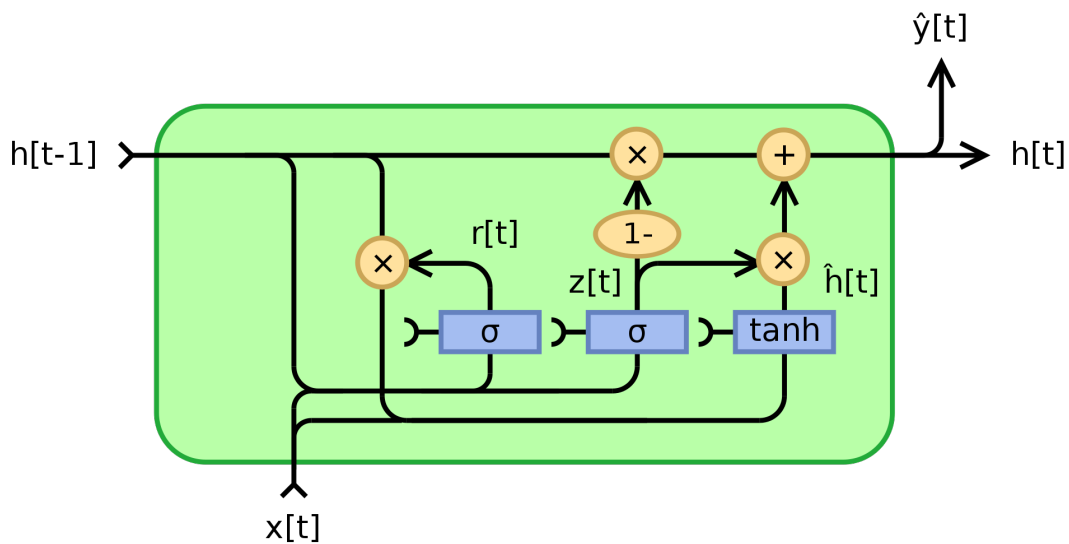 ŷ[t]
h[t-1]
×
+
h[t]
r[t]
1-
×
×
z[t]
ĥ[t]
σ
σ
tanh
x[t]